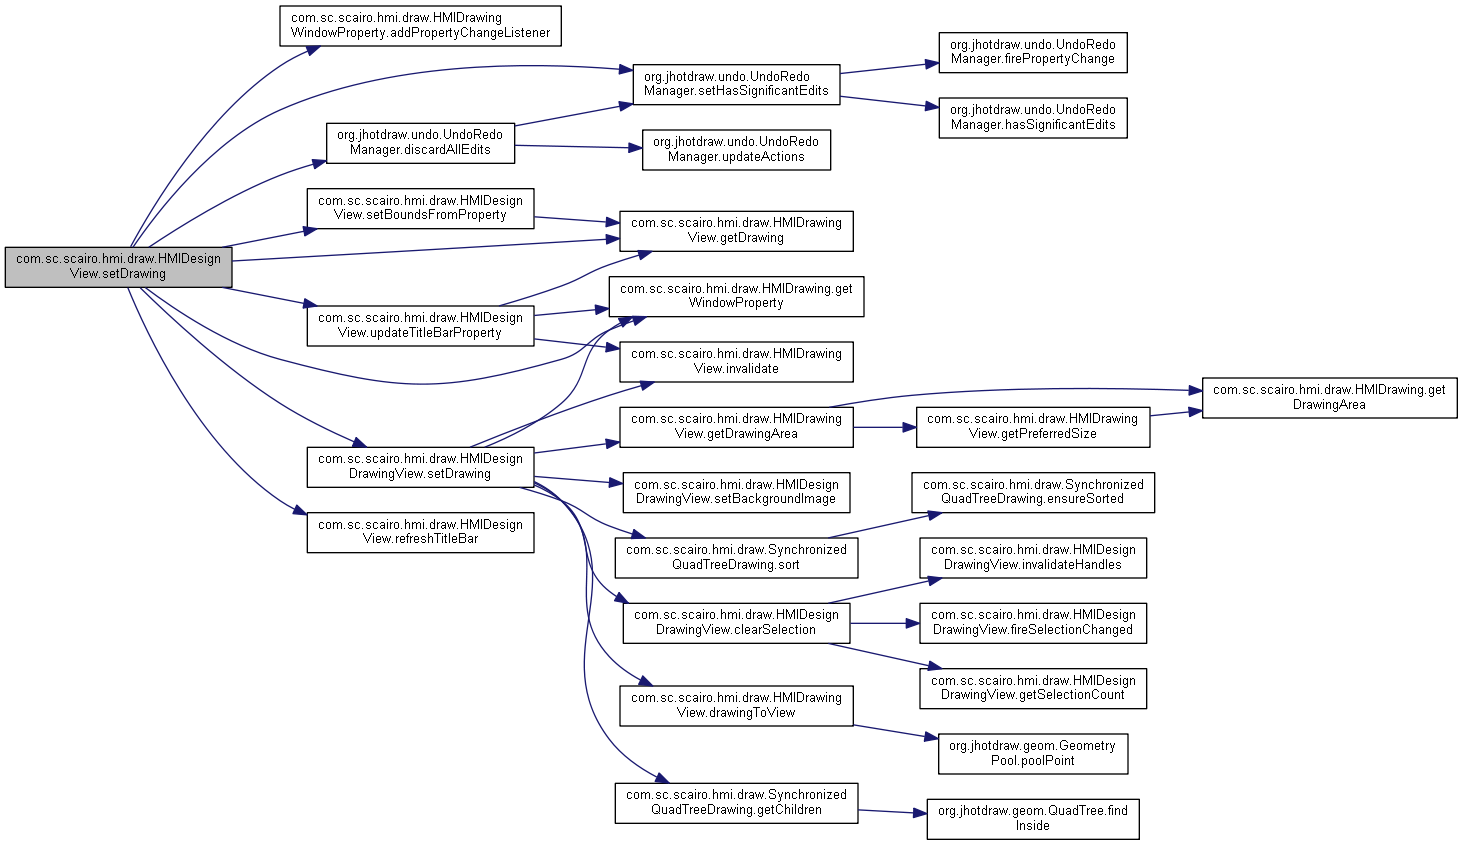 com.sc.scairo.hmi.draw.HMIDrawing
WindowProperty.addPropertyChangeListener
org.jhotdraw.undo.UndoRedo
Manager.firePropertyChange
org.jhotdraw.undo.UndoRedo
Manager.setHasSignificantEdits
org.jhotdraw.undo.UndoRedo
Manager.hasSignificantEdits
org.jhotdraw.undo.UndoRedo
Manager.discardAllEdits
org.jhotdraw.undo.UndoRedo
Manager.updateActions
com.sc.scairo.hmi.draw.HMIDesign
View.setBoundsFromProperty
com.sc.scairo.hmi.draw.HMIDrawing
View.getDrawing
com.sc.scairo.hmi.draw.HMIDesign
View.setDrawing
com.sc.scairo.hmi.draw.HMIDrawing.get
WindowProperty
com.sc.scairo.hmi.draw.HMIDesign
View.updateTitleBarProperty
com.sc.scairo.hmi.draw.HMIDrawing
View.invalidate
com.sc.scairo.hmi.draw.HMIDrawing.get
DrawingArea
com.sc.scairo.hmi.draw.HMIDrawing
View.getDrawingArea
com.sc.scairo.hmi.draw.HMIDrawing
View.getPreferredSize
com.sc.scairo.hmi.draw.HMIDesign
DrawingView.setDrawing
com.sc.scairo.hmi.draw.HMIDesign
DrawingView.setBackgroundImage
com.sc.scairo.hmi.draw.Synchronized
QuadTreeDrawing.ensureSorted
com.sc.scairo.hmi.draw.HMIDesign
View.refreshTitleBar
com.sc.scairo.hmi.draw.Synchronized
QuadTreeDrawing.sort
com.sc.scairo.hmi.draw.HMIDesign
DrawingView.invalidateHandles
com.sc.scairo.hmi.draw.HMIDesign
DrawingView.clearSelection
com.sc.scairo.hmi.draw.HMIDesign
DrawingView.fireSelectionChanged
com.sc.scairo.hmi.draw.HMIDesign
DrawingView.getSelectionCount
com.sc.scairo.hmi.draw.HMIDrawing
View.drawingToView
org.jhotdraw.geom.Geometry
Pool.poolPoint
com.sc.scairo.hmi.draw.Synchronized
QuadTreeDrawing.getChildren
org.jhotdraw.geom.QuadTree.find
Inside